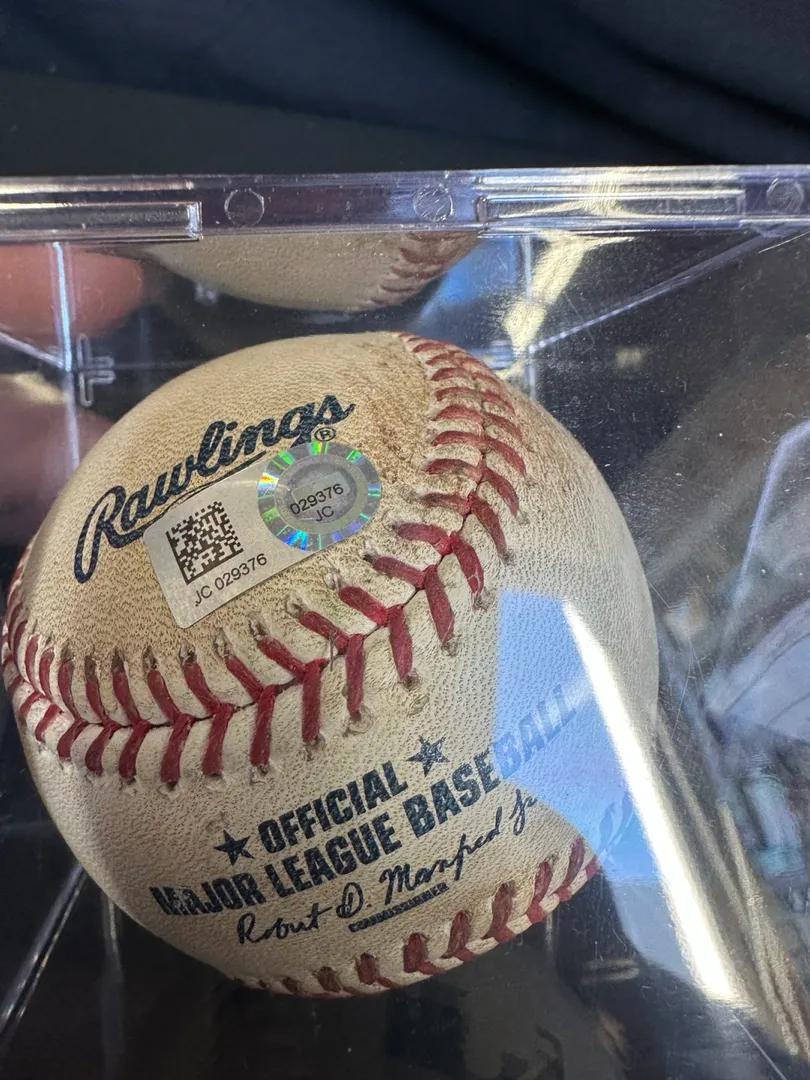 Rawlings®
029376
JC
JC 029376
OFFICIAL
MAJOR LEAGUE BASEBALL
Robert D. Manfred Jr.
COMMISSIONER